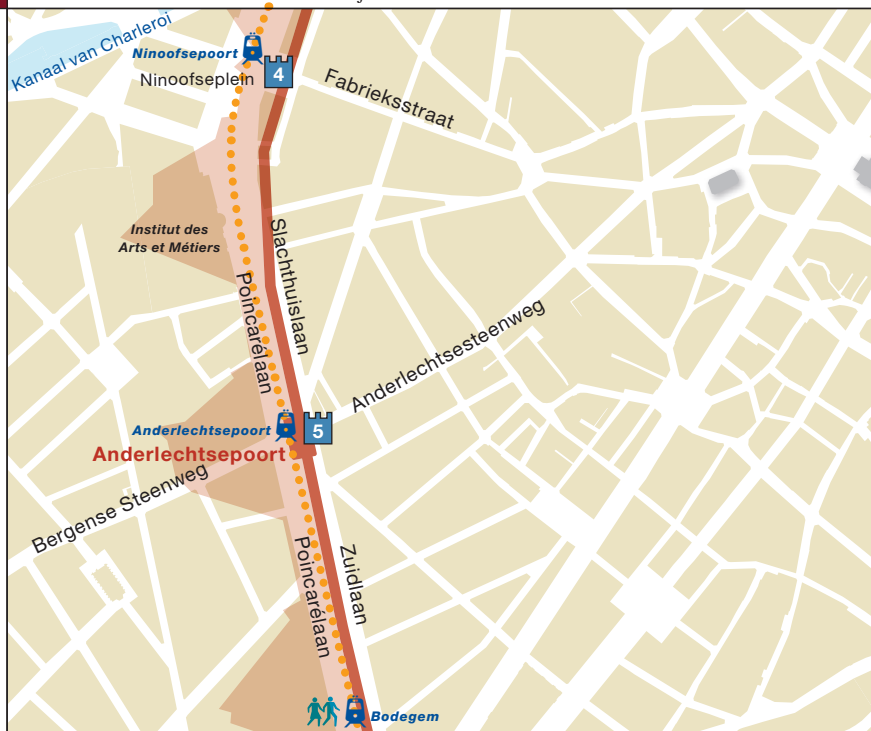 Kanaal van Charleroi
Ninoofsepoort
Ninoofseplein
4
Fabrieksstraat
Institut des
Arts et Métiers
Slachthuislaan
Poincarélaan
Anderlechtsesteenweg
Anderlechtsepoort
5
Anderlechtsepoort
Bergense Steenweg
Poincarélaan
Zuidlaan
Bodegem